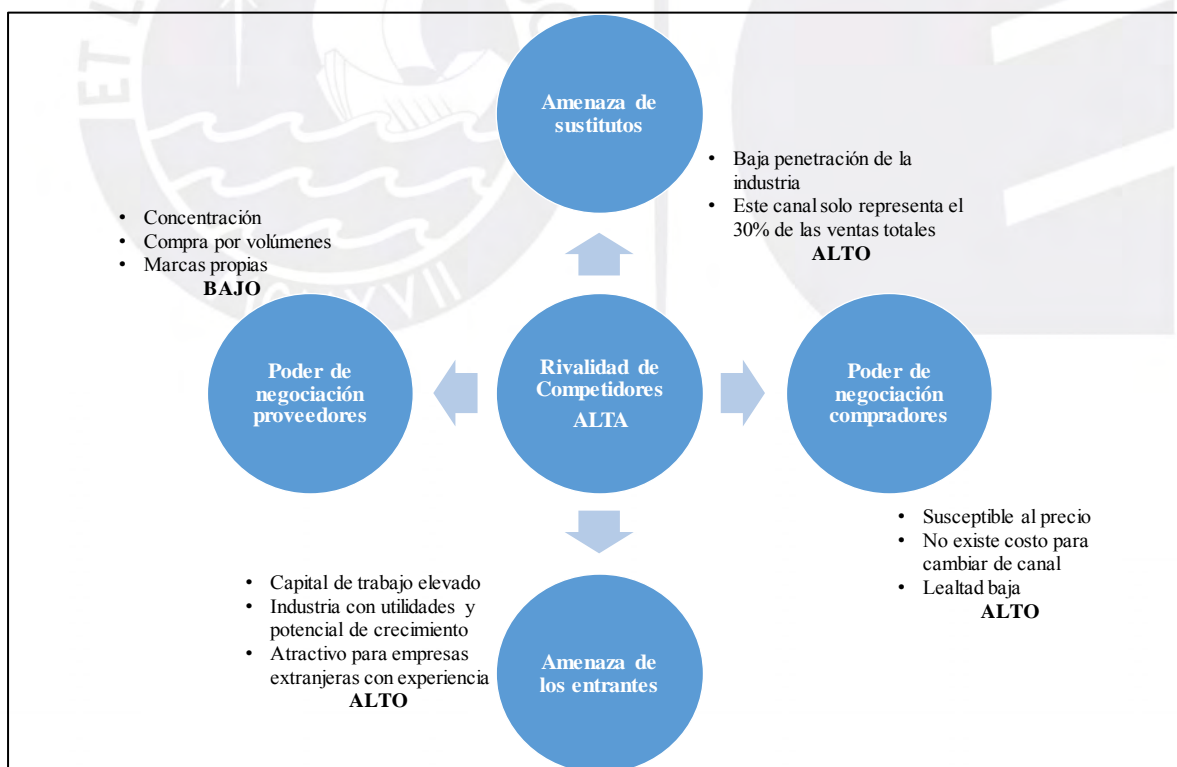 Amenaza de
sustitutos
• Baja penetración de la
industria
• Este canal solo representa el
30% de las ventas totales
ALTO
• Concentración
• Compra por volúmenes
• Marcas propias
BAJO
Poder de
negociación
proveedores
Rivalidad de
Competidores
ALTA
Poder de
negociación
compradores
• Susceptible al precio
• No existe costo para
cambiar de canal
• Lealtad baja
ALTO
• Capital de trabajo elevado
• Industria con utilidades y
potencial de crecimiento
• Atractivo para empresas
extranjeras con experiencia
ALTO
Amenaza de
los entrantes
ET